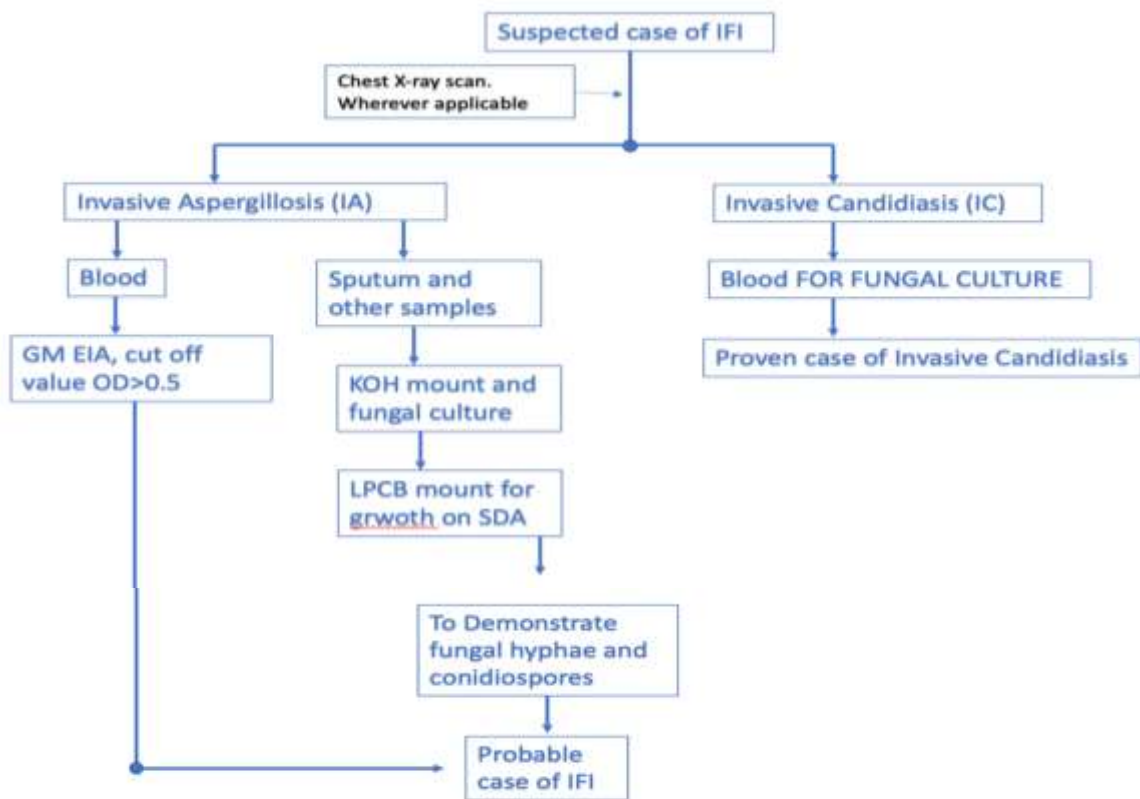 Suspected case of IFI
Chest X-ray scan.
Wherever applicable
Invasive Aspergillosis (IA)
Invasive Candidiasis (IC)
Blood
Sputum and
other samples
Blood FOR FUNGAL CULTURE
GM EIA, cut off
value OD>0.5
Proven case of Invasive Candidiasis
KOH mount and
fungal culture
LPCB mount for
grwoth on SDA
To Demonstrate
fungal hyphae and
conidiospores
Probable
case of IFI